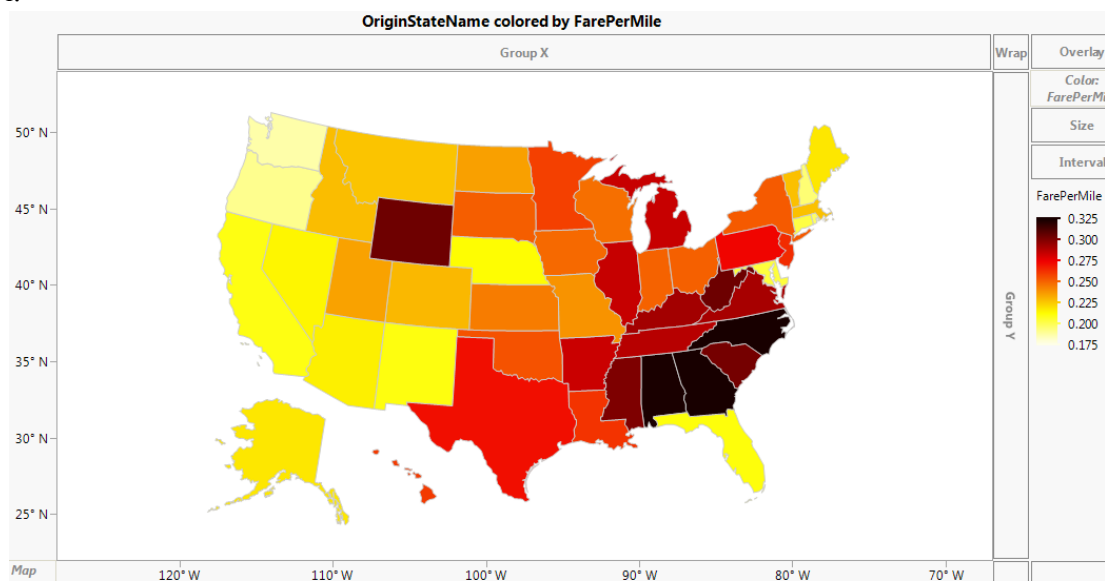 OriginStateName colored by FarePerMile
Group X
Wrap
Overlay
Color:
FarePerMi
Size
Interval
FarePerMile
0.325
0.300
0.275
0.250
0.225
0.200
0.175
Group Y
50° N
45° N
40° N
35° N
30° N
25° N
Map
120° W
110° W
100° W
90° W
80° W
70° W